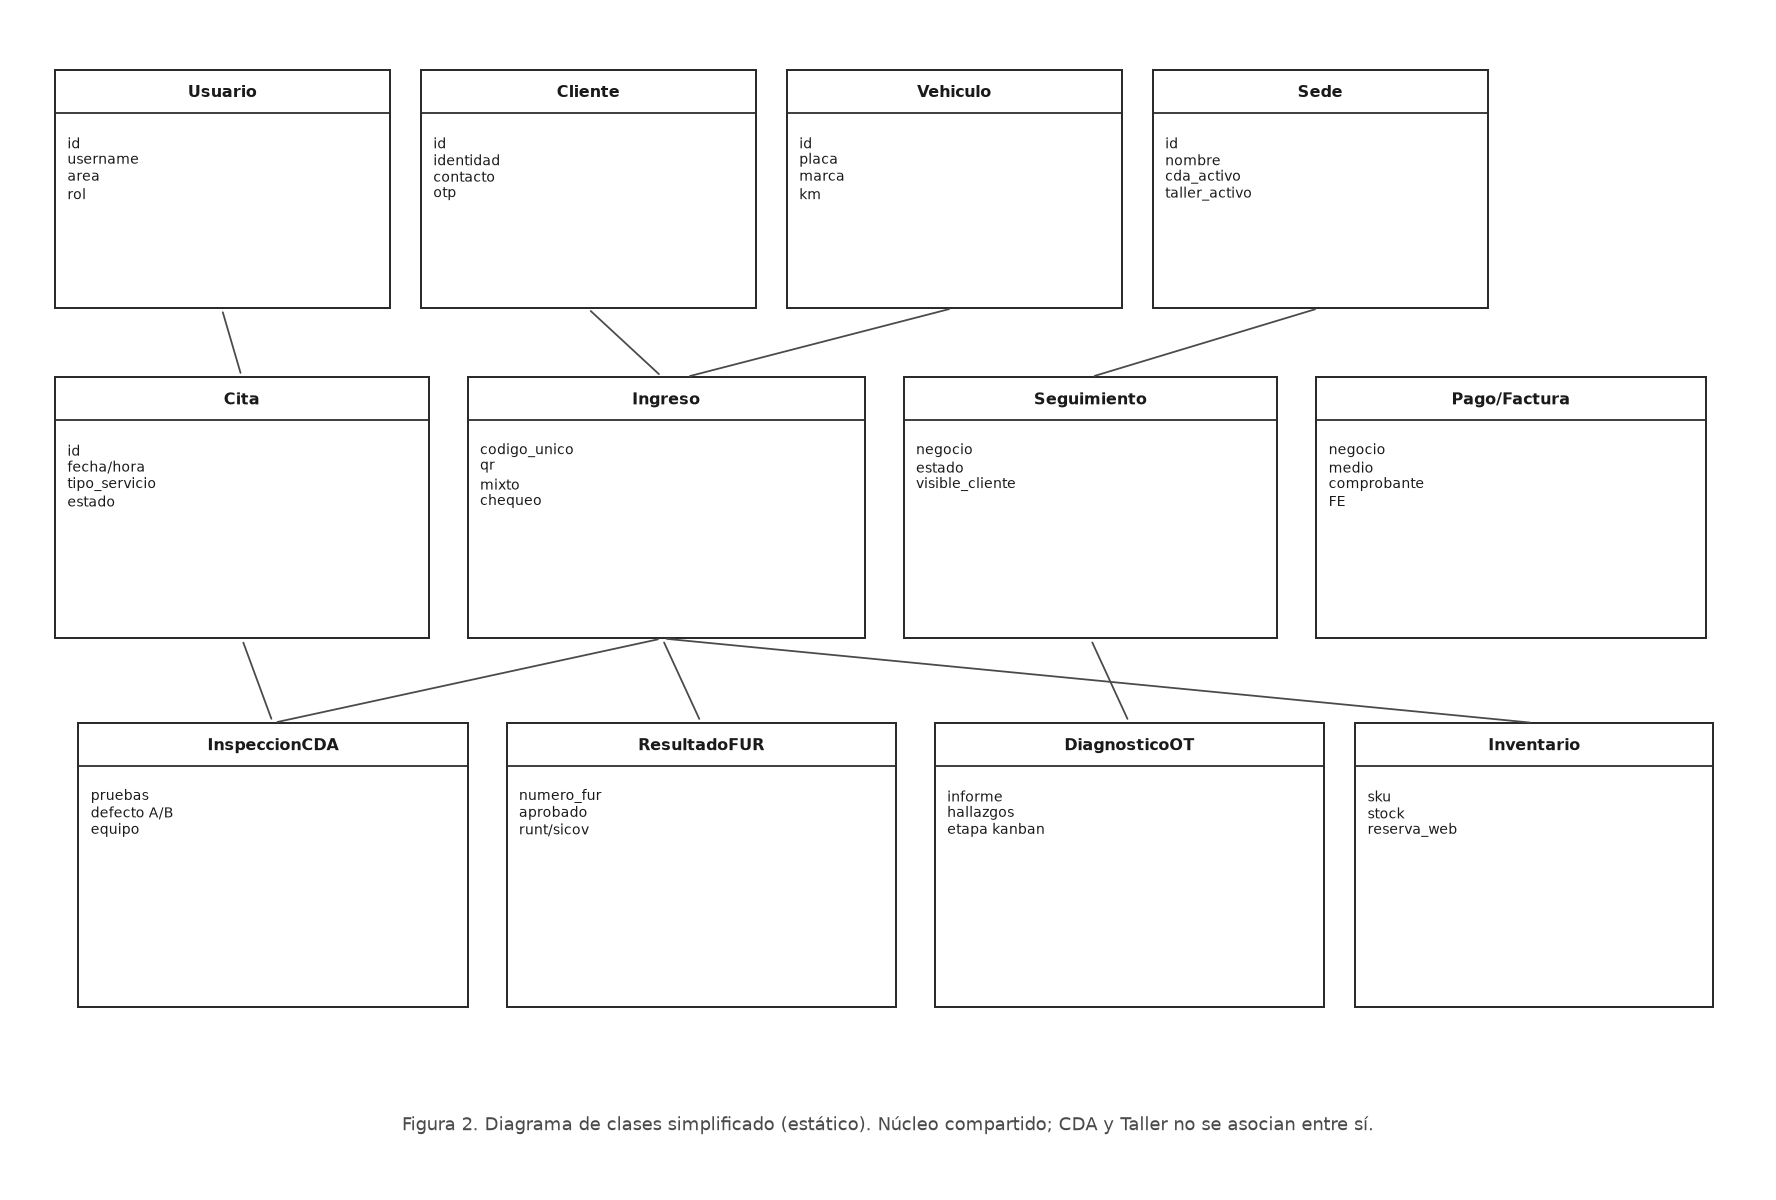 Usuario
id
username
area
rol
Cliente
id
identidad
contacto
otp
Vehiculo
id
placa
marca
km
Sede
id
nombre
cda_activo
taller_activo
Cita
id
fecha/hora
tipo_servicio
estado
Ingreso
codigo_unico
qr
mixto
chequeo
Seguimiento
negocio
estado
visible_cliente
Pago/Factura
negocio
medio
comprobante
FE
InspeccionCDA
pruebas
defecto A/B
equipo
ResultadoFUR
numero_fur
aprobado
runt/sicov
DiagnosticoOT
informe
hallazgos
etapa kanban
Inventario
sku
stock
reserva_web
Figura 2. Diagrama de clases simplificado (estático). Núcleo compartido; CDA y Taller no se asocian entre sí.